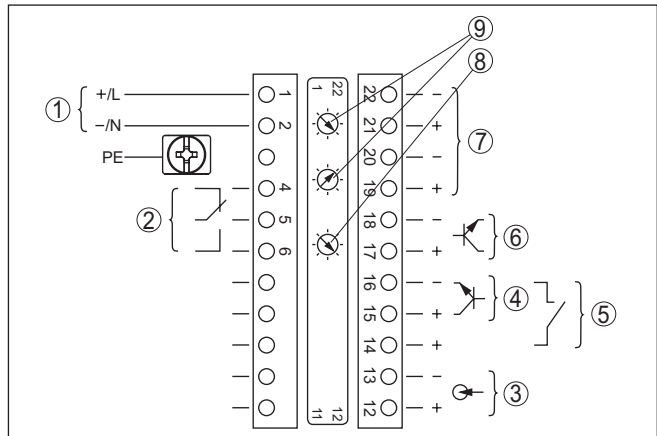 ⑨
⑧
① +/L 1 1 22 22 −
−/N 2 21 + ⑦
PE 20 −
4 19 +
② 5 18 − ⑥
6 17 +
16 − ④
15 + ⑤
14 +
13 − ③
11 12 12 +